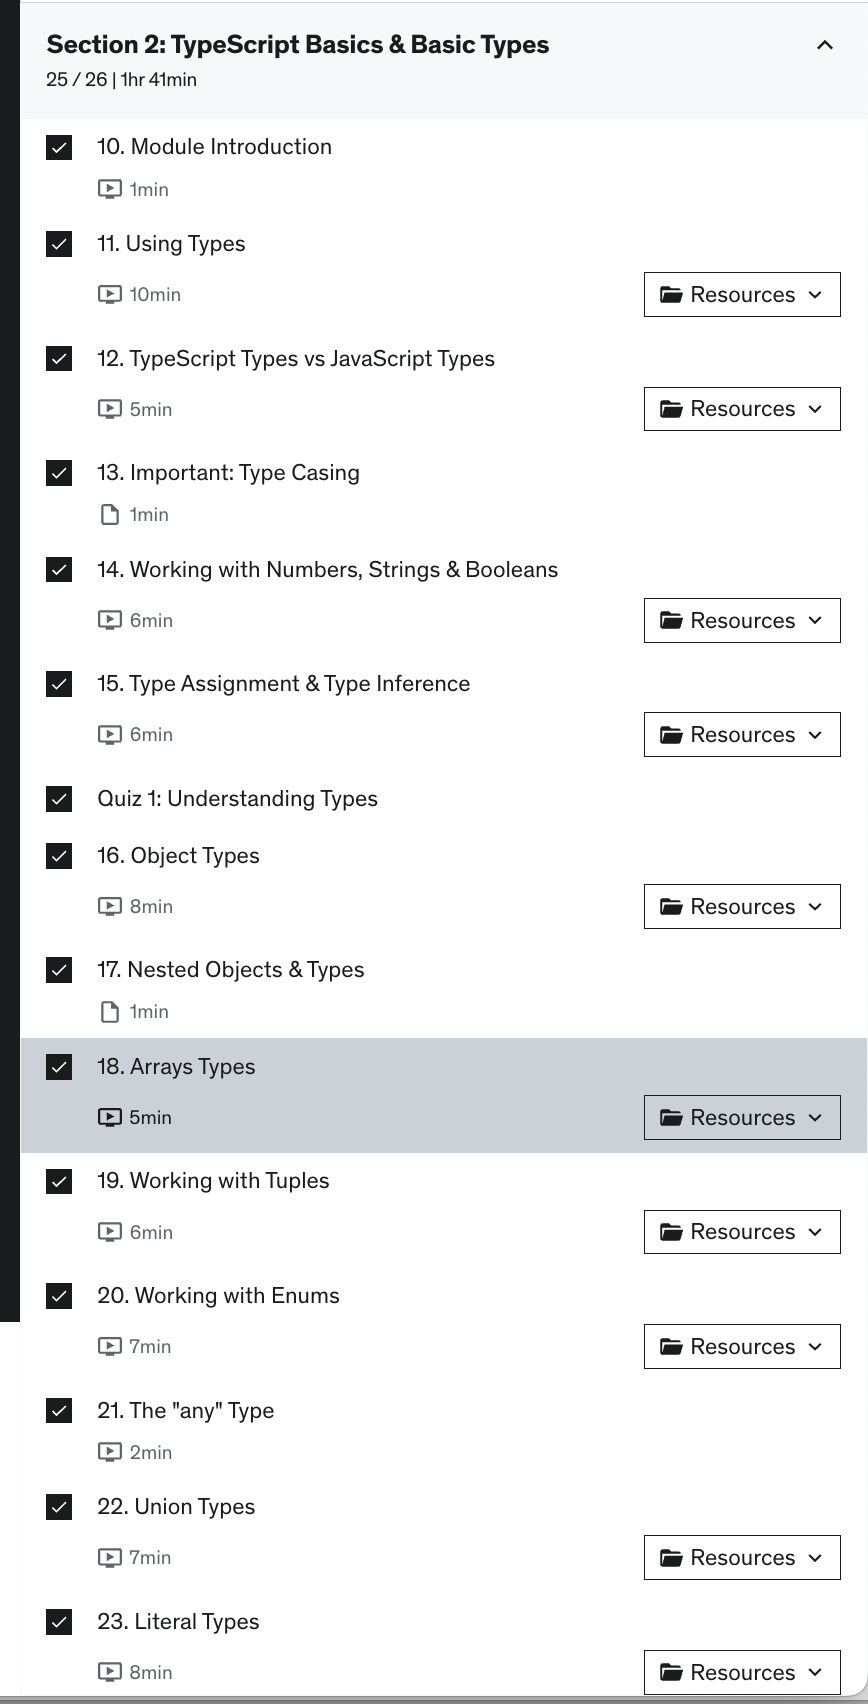 Section 2: TypeScript Basics & Basic Types
25 / 26 | 1hr 41min
10. Module Introduction
1min
11. Using Types
10min
Resources
12. TypeScript Types vs JavaScript Types
5min
Resources
13. Important: Type Casing
1min
14. Working with Numbers, Strings & Booleans
6min
Resources
15. Type Assignment & Type Inference
6min
Resources
Quiz 1: Understanding Types
16. Object Types
8min
Resources
17. Nested Objects & Types
1min
18. Arrays Types
5min
Resources
19. Working with Tuples
6min
Resources
20. Working with Enums
7min
Resources
21. The "any" Type
2min
22. Union Types
7min
Resources
23. Literal Types
8min
Resources